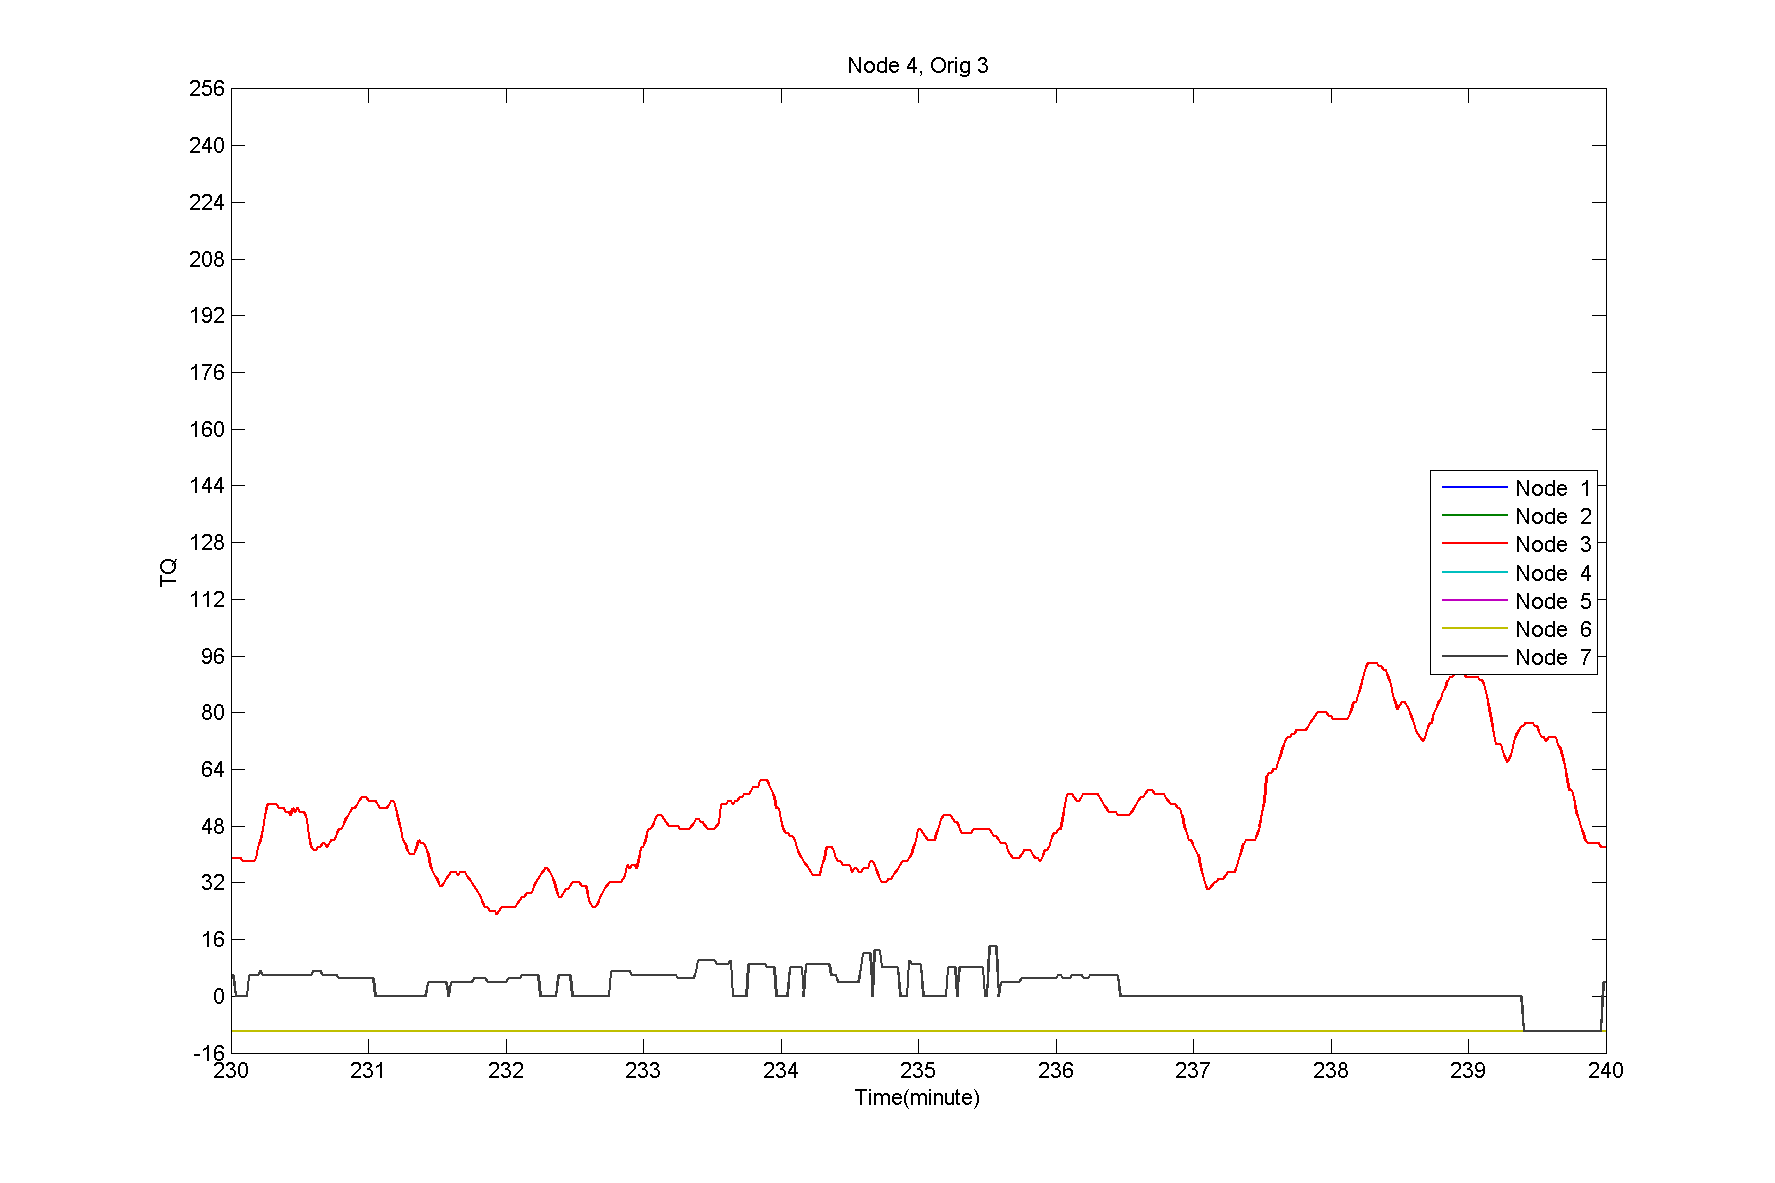 Node 4, Orig 3
256
240
224
208
192
176
160
144
128
112
96
80
64
48
32
16
0
-16
TQ
Node 1
Node 2
Node 3
Node 4
Node 5
Node 6
Node 7
230 231 232 233 234 235 236 237 238 239 240
Time(minute)